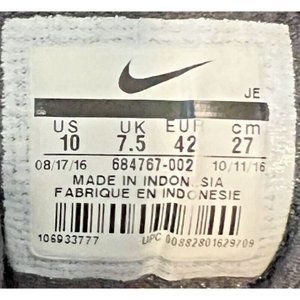 JE
US UK EUR cm
10 7.5 42 27
08/17/16 684767-002 10/11/16
MADE IN INDONESIA
FABRIQUE EN INDONESIE
106933777
UPC 00882801629709